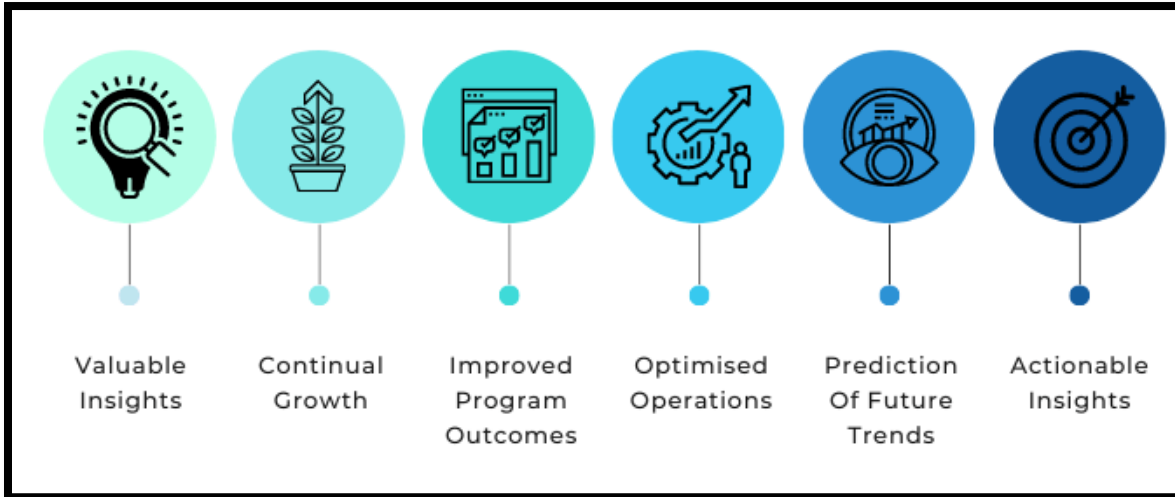 Valuable
Insights
Continual
Growth
Improved
Program
Outcomes
Optimised
Operations
Prediction
Of Future
Trends
Actionable
Insights